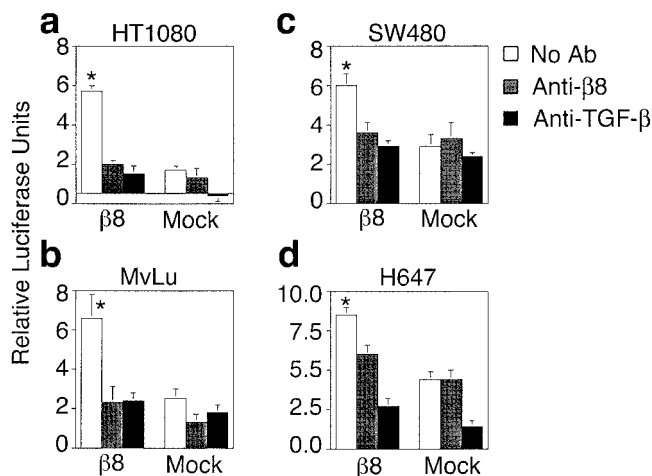 Relative Luciferase Units
a
HT1080
8
6
4
2
0
*
β8 Mock
b
MvLu
8
6
4
2
0
*
β8 Mock
c
SW480
8
6
4
2
0
*
β8 Mock
d
H647
10.0
7.5
5.5
2.5
0.0
*
β8 Mock
No Ab
Anti-β8
Anti-TGF-β